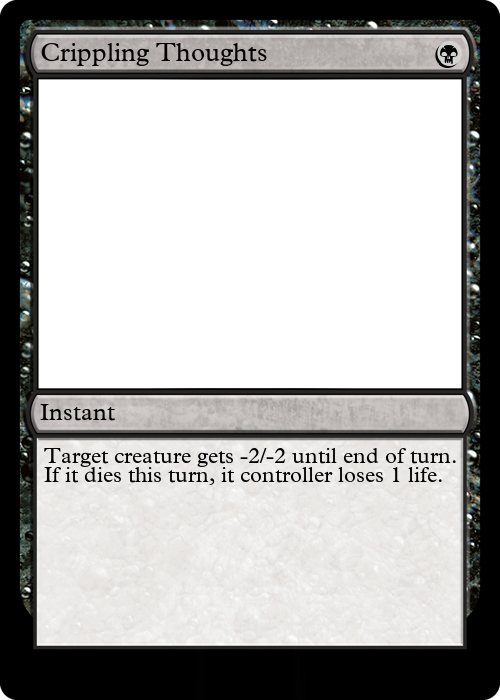 Crippling Thoughts
Instant
Target creature gets -2/-2 until end of turn.
If it dies this turn, it controller loses 1 life.